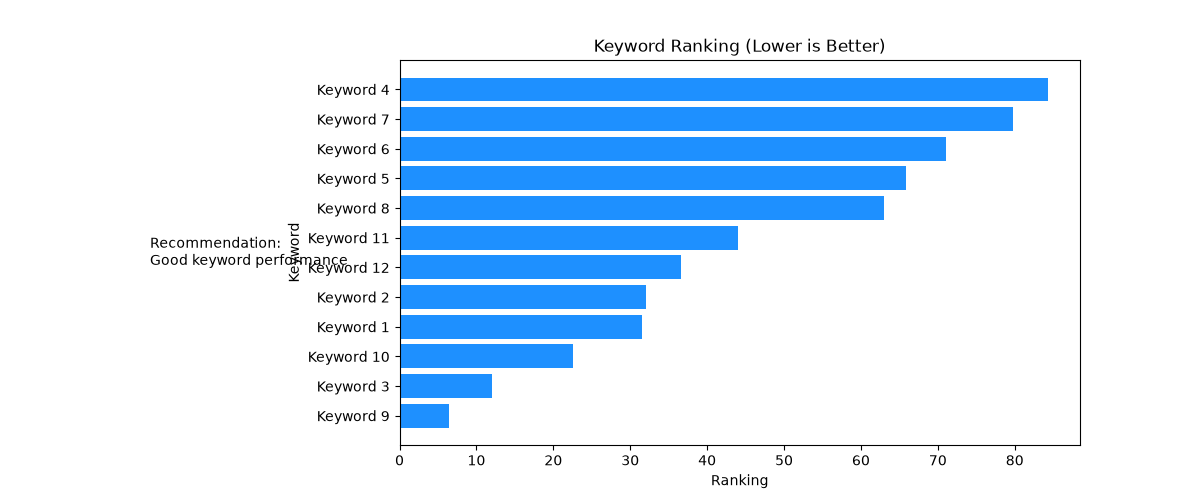 Keyword Ranking (Lower is Better)
Keyword 4
Keyword 7
Keyword 6
Keyword 5
Keyword 8
Keyword 11
Keyword 12
Keyword 2
Keyword 1
Keyword 10
Keyword 3
Keyword 9
Keyword
Recommendation:
Good keyword performance
0 10 20 30 40 50 60 70 80
Ranking